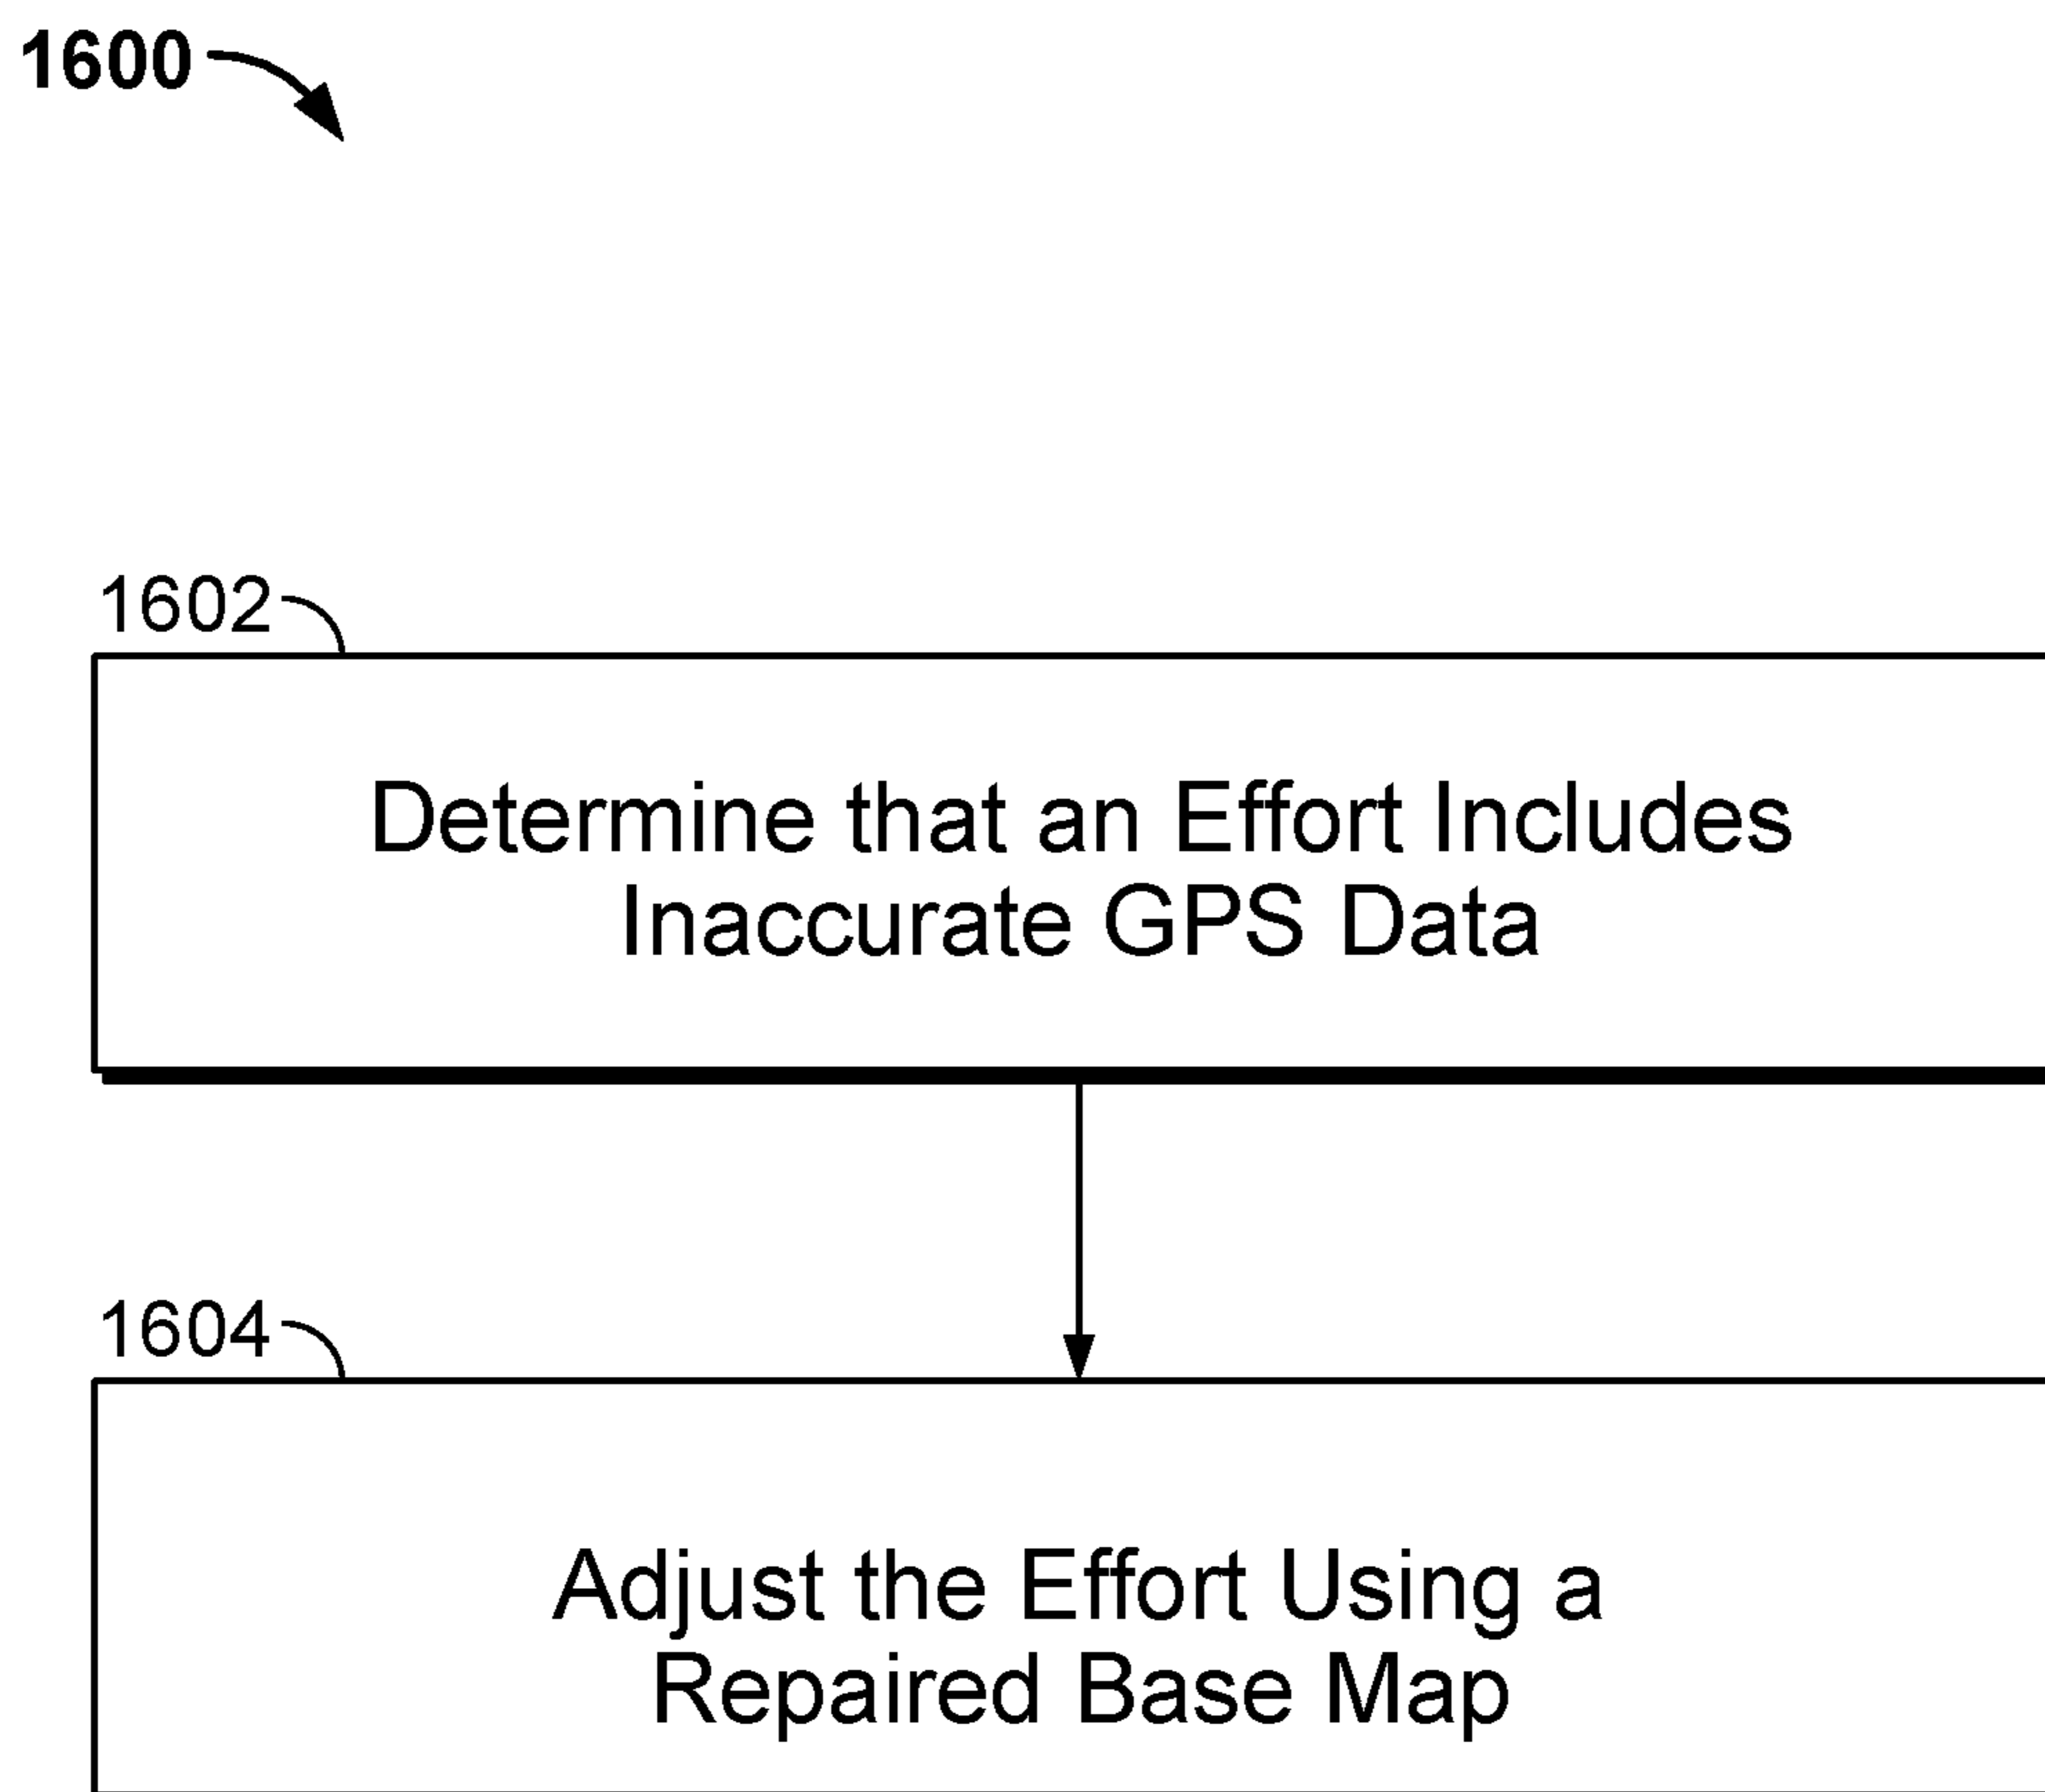 1600
1602
Determine that an Effort Includes
Inaccurate GPS Data
1604
Adjust the Effort Using a
Repaired Base Map